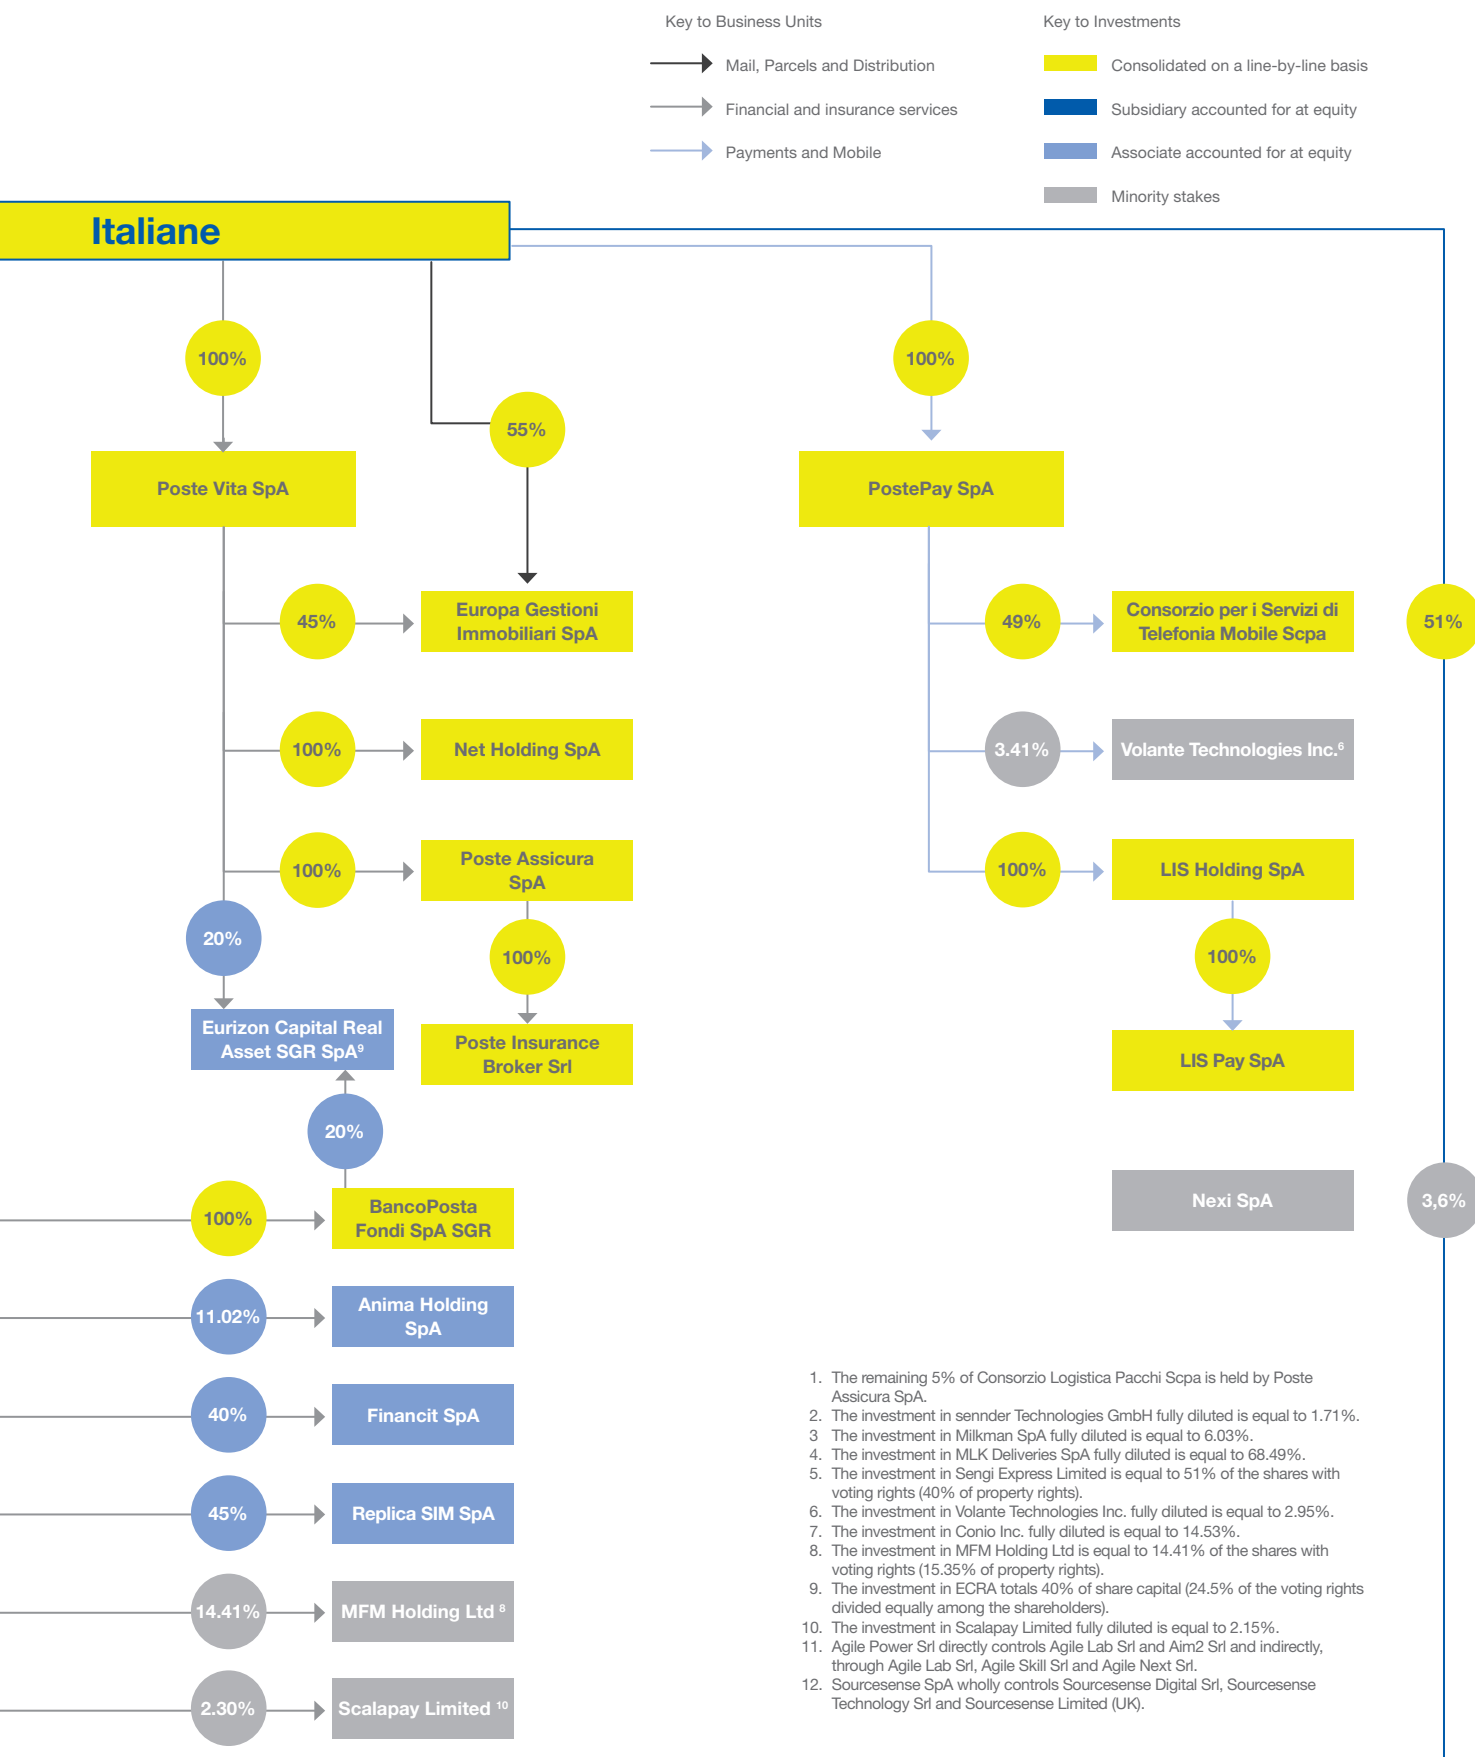 Key to Business Units
Mail, Parcels and Distribution
Financial and insurance services
Payments and Mobile
Key to Investments
Consolidated on a line-by-line basis
Subsidiary accounted for at equity
Associate accounted for at equity
Minority stakes
Italiane
100%
55%
100%
Poste Vita SpA
PostePay SpA
45%
Europa Gestioni
Immobiliari SpA
49%
Consorzio per i Servizi di
Telefonia Mobile Scpa
51%
100%
Net Holding SpA
3.41%
Volante Technologies Inc.⁶
100%
Poste Assicura
SpA
100%
LIS Holding SpA
20%
100%
100%
Eurizon Capital Real
Asset SGR SpA⁹
Poste Insurance
Broker Srl
LIS Pay SpA
20%
100%
BancoPosta
Fondi SpA SGR
Nexi SpA
3,6%
11.02%
Anima Holding
SpA
40%
Financit SpA
45%
Replica SIM SpA
14.41%
MFM Holding Ltd ⁸
2.30%
Scalapay Limited ¹⁰
1. The remaining 5% of Consorzio Logistica Pacchi Scpa is held by Poste
Assicura SpA.
2. The investment in sennder Technologies GmbH fully diluted is equal to 1.71%.
3 The investment in Milkman SpA fully diluted is equal to 6.03%.
4. The investment in MLK Deliveries SpA fully diluted is equal to 68.49%.
5. The investment in Sengi Express Limited is equal to 51% of the shares with
voting rights (40% of property rights).
6. The investment in Volante Technologies Inc. fully diluted is equal to 2.95%.
7. The investment in Conio Inc. fully diluted is equal to 14.53%.
8. The investment in MFM Holding Ltd is equal to 14.41% of the shares with
voting rights (15.35% of property rights).
9. The investment in ECRA totals 40% of share capital (24.5% of the voting rights
divided equally among the shareholders).
10. The investment in Scalapay Limited fully diluted is equal to 2.15%.
11. Agile Power Srl directly controls Agile Lab Srl and Aim2 Srl and indirectly,
through Agile Lab Srl, Agile Skill Srl and Agile Next Srl.
12. Sourcesense SpA wholly controls Sourcesense Digital Srl, Sourcesense
Technology Srl and Sourcesense Limited (UK).